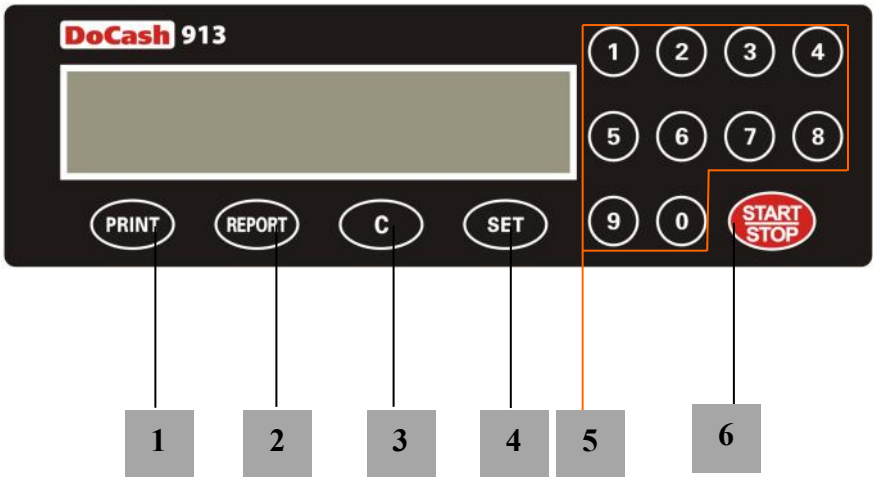 DoCash 913
1 2 3 4
5 6 7 8
PRINT REPORT C SET 9 0 START
STOP
1 2 3 4 5 6